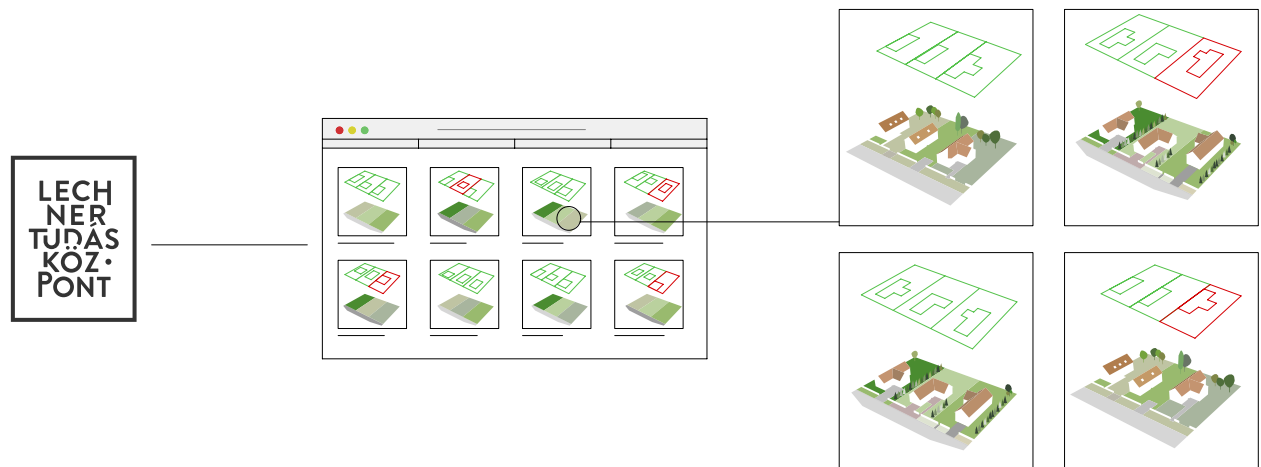 LECH
NER
TUDÁS
KÖZ•
PONT